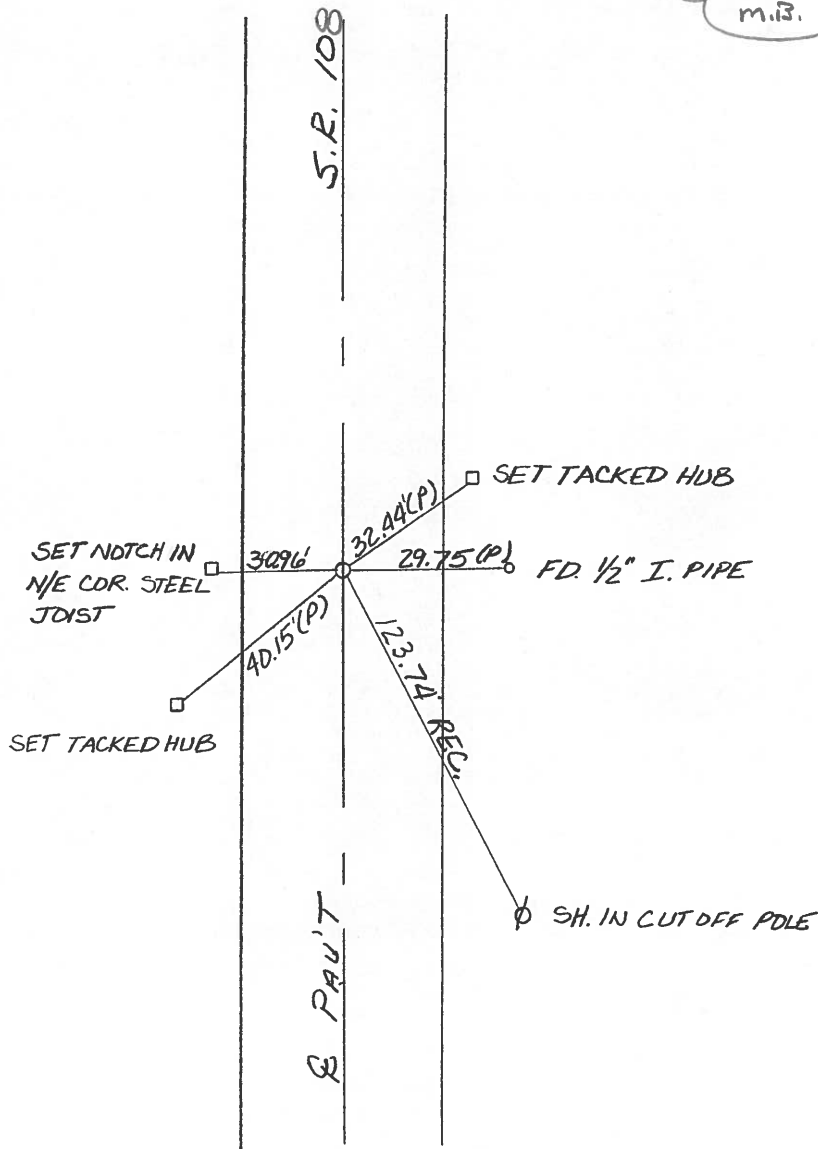 M.B.
S.R. 108
SET TACKED HUB
32.44'(P)
SET NOTCH IN
N/E COR. STEEL
JOIST
30.96'
29.75'(P)
FD. 1/2" I. PIPE
40.15'(P)
123.74' REC.
SET TACKED HUB
SH. IN CUT OFF POLE
℄ PAV'T